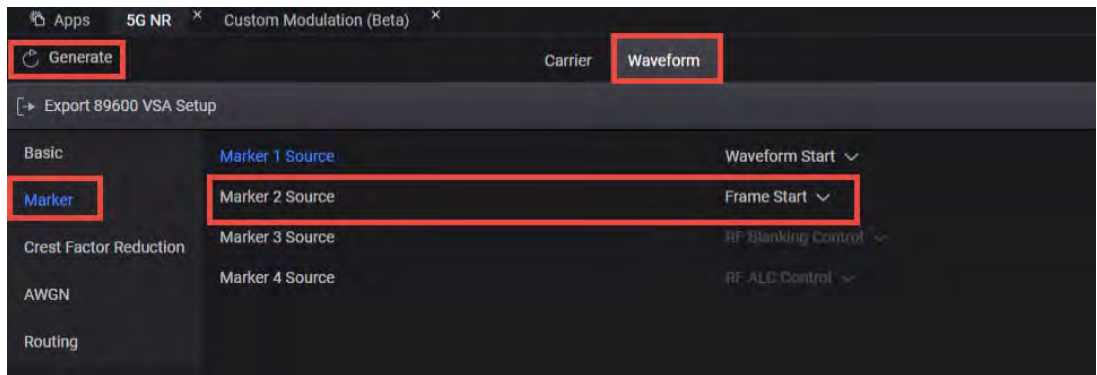 Apps 5G NR × Custom Modulation (Beta) ×
Generate Carrier Waveform
Export 89600 VSA Setup
Basic Marker 1 Source Waveform Start
Marker Marker 2 Source Frame Start
Crest Factor Reduction Marker 3 Source RF Blanking Control
AWGN Marker 4 Source RF ALC Control
Routing